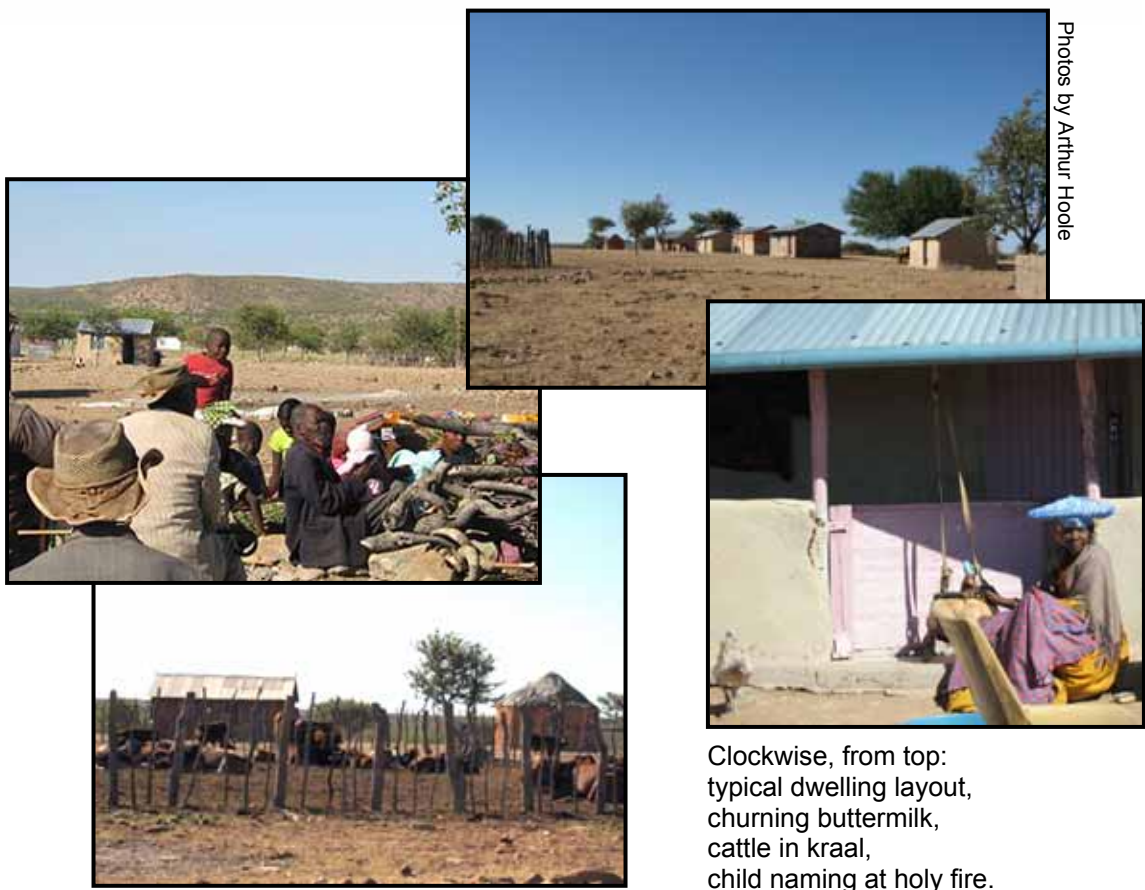 Photos by Arthur Hoole
Clockwise, from top:
typical dwelling layout,
churning buttermilk,
cattle in kraal,
child naming at holy fire.